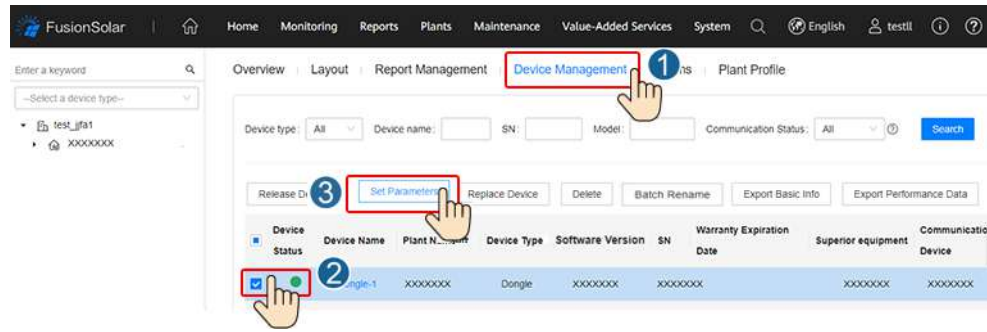 FusionSolar Home Monitoring Reports Plants Maintenance Value-Added Services System English testll
Enter a keyword Overview Layout Report Management Device Management 1 Plant Profile
--Select a device type--
test_jjfa1 Device type: All Device name: SN: Model: Communication Status: All Search
XXXXXXX
3 Set Parameters Replace Device Delete Batch Rename Export Basic Info Export Performance Data
Device Status Device Name Device Type Software Version SN Warranty Expiration Date Superior equipment Device
2 XXXXXXX Dongle XXXXXXX XXXXXXX XXXXXXX XXXXXXX